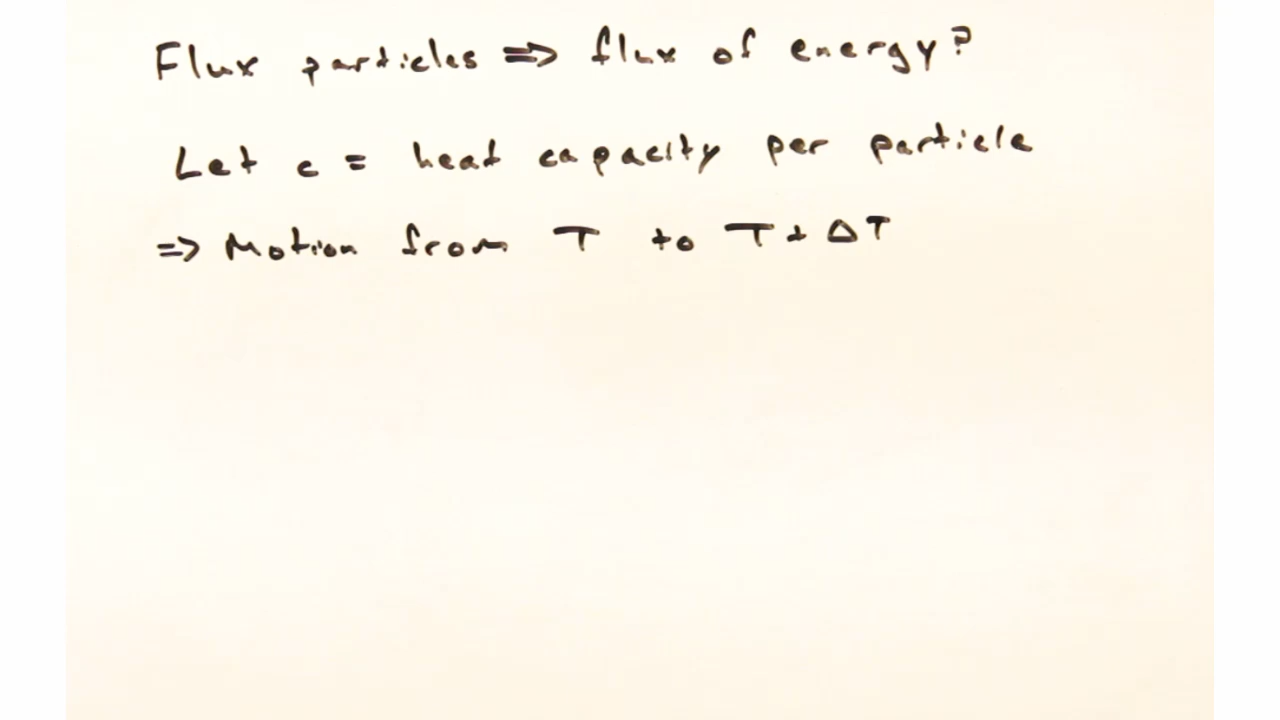 Flux particles => flux of energy?
Let c = heat capacity per particle
=> Motion from T to T + ΔT